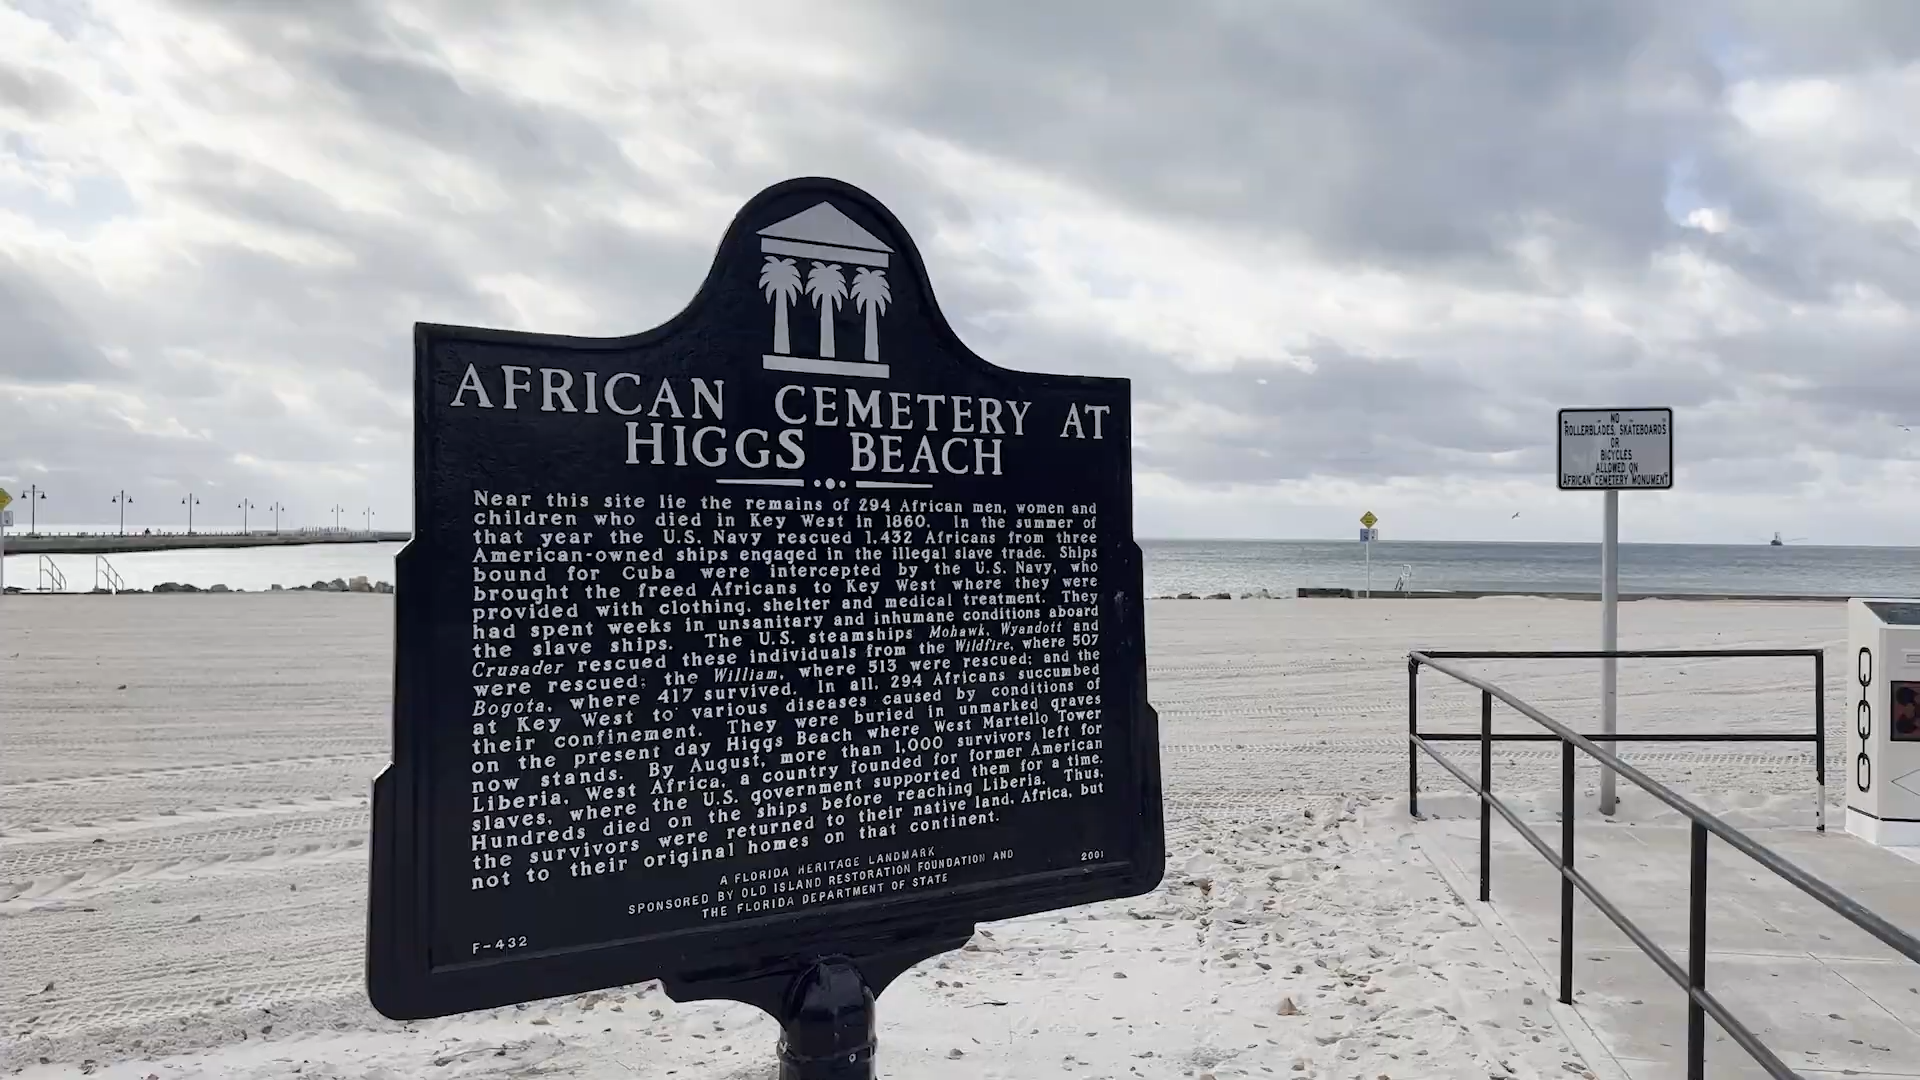 AFRICAN CEMETERY AT
HIGGS BEACH
Near this site lie the remains of 294 African men, women and
children who died in Key West in 1860. In the summer of
that year the U.S. Navy rescued 1,432 Africans from three
American-owned ships engaged in the illegal slave trade. Ships
bound for Cuba were intercepted by the U.S. Navy, who
brought the freed Africans to Key West where they were
provided with clothing, shelter and medical treatment. They
had spent weeks in unsanitary and inhumane conditions aboard
the slave ships. The U.S. steamships Mohawk, Wyandott and
Crusader rescued these individuals from the Wildfire, where 507
were rescued; the William, where 513 were rescued; and the
Bogota, where 417 survived. In all, 294 Africans succumbed
at Key West to various diseases caused by conditions of
their confinement. They were buried in unmarked graves
on the present day Higgs Beach where West Martello Tower
now stands. By August, more than 1,000 survivors left for
Liberia, West Africa, a country founded for former American
slaves, where the U.S. government supported them for a time.
Hundreds died on the ships before reaching Liberia. Thus,
the survivors were returned to their native land, Africa, but
not to their original homes on that continent.
A FLORIDA HERITAGE LANDMARK
SPONSORED BY OLD ISLAND RESTORATION FOUNDATION AND
THE FLORIDA DEPARTMENT OF STATE
F-432
2001
NO
ROLLERBLADES, SKATEBOARDS
OR
BICYCLES
ALLOWED ON
AFRICAN CEMETERY MONUMENT